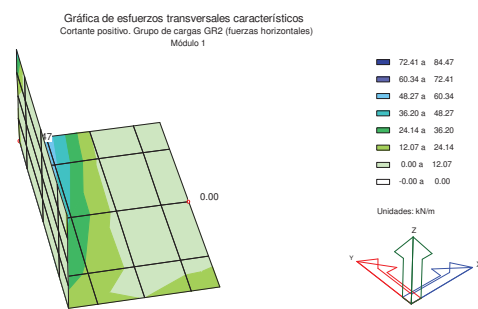 Gráfica de esfuerzos transversales característicos
Cortante positivo. Grupo de cargas GR2 (fuerzas horizontales)
Módulo 1
72.41 a 84.47
60.34 a 72.41
48.27 a 60.34
36.20 a 48.27
24.14 a 36.20
12.07 a 24.14
0.00 a 12.07
-0.00 a 0.00
47
0.00
Unidades: kN/m
Z
Y
X